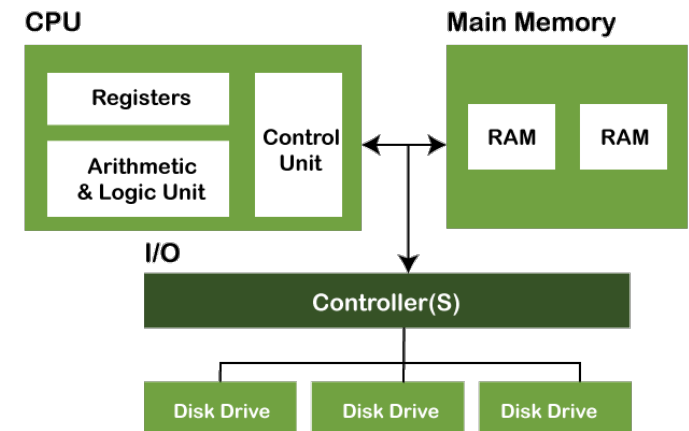 CPU
Main Memory
Registers
Arithmetic
& Logic Unit
Control
Unit
RAM
RAM
I/O
Controller(S)
Disk Drive
Disk Drive
Disk Drive